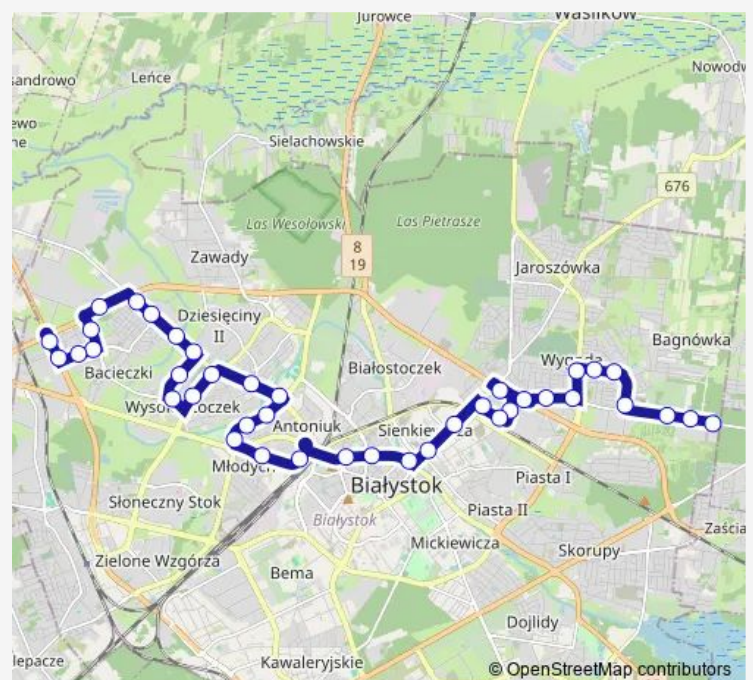 Jurowce
Wasilków
Leńce
Nowodw
sandrowo
ewo
ne
Sielachowskie
676
Las Wesołowski
Las Pietrasze
8
19
Zawady
Jaroszówka
Dziesięciny
II
Bagnówka
Wygoda
Bacieczki
Białostoczek
Antoniuk
Sienkiewicza
Młodych
Białystok
Piasta I
Słoneczny Stok
Białystok
Piasta II
Zaścia
Mickiewicza
Skorupy
Zielone Wzgórza
Bema
Dojlidy
lepacze
Kawaleryjskie
© OpenStreetMap contributors